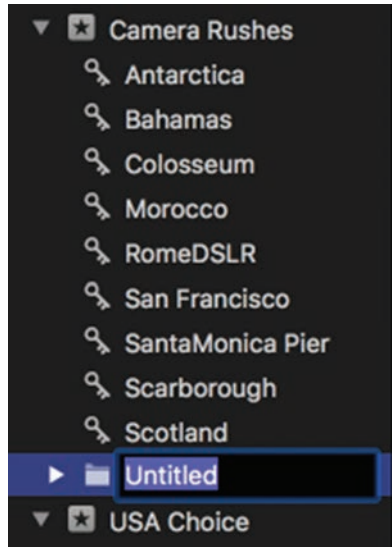 Camera Rushes
Antarctica
Bahamas
Colosseum
Morocco
RomeDSLR
San Francisco
SantaMonica Pier
Scarborough
Scotland
Untitled
USA Choice